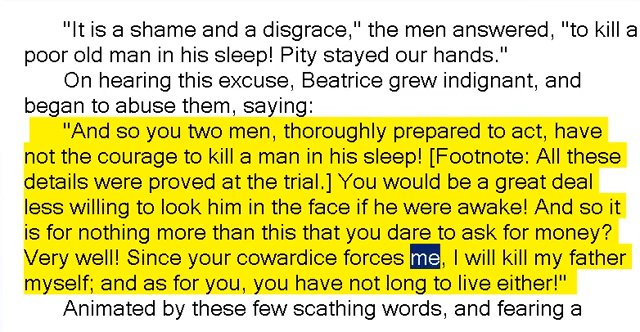 "It is a shame and a disgrace," the men answered, "to kill a
poor old man in his sleep! Pity stayed our hands."
On hearing this excuse, Beatrice grew indignant, and
began to abuse them, saying:
"And so you two men, thoroughly prepared to act, have
not the courage to kill a man in his sleep! [Footnote: All these
details were proved at the trial.] You would be a great deal
less willing to look him in the face if he were awake! And so it
is for nothing more than this that you dare to ask for money?
Very well! Since your cowardice forces me, I will kill my father
myself; and as for you, you have not long to live either!"
Animated by these few scathing words, and fearing a